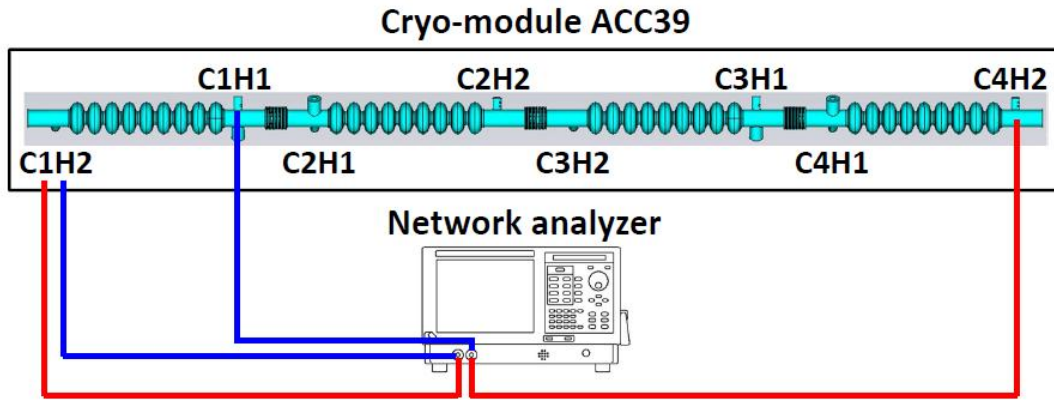 Cryo-module ACC39
C1H1 C2H2 C3H1 C4H2
C1H2 C2H1 C3H2 C4H1
Network analyzer